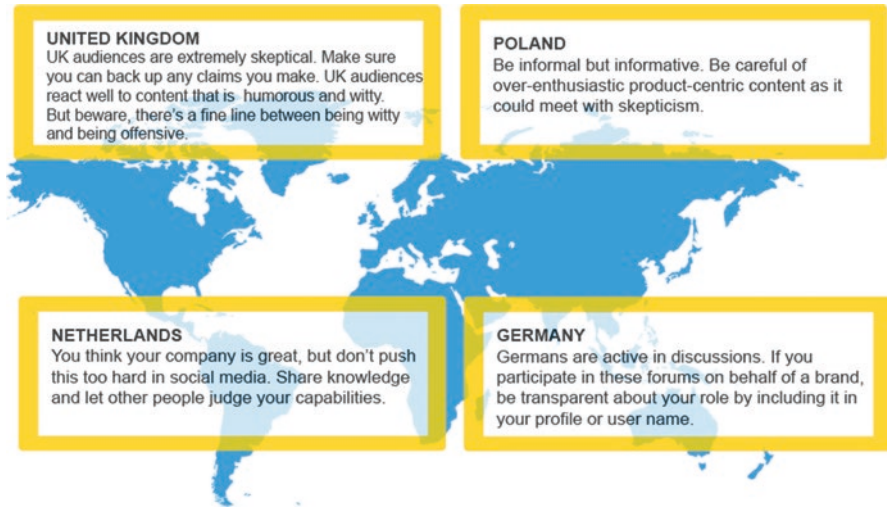 UNITED KINGDOM
UK audiences are extremely skeptical. Make sure
you can back up any claims you make. UK audiences
react well to content that is humorous and witty.
But beware, there's a fine line between being witty
and being offensive.
POLAND
Be informal but informative. Be careful of
over-enthusiastic product-centric content as it
could meet with skepticism.
NETHERLANDS
You think your company is great, but don't push
this too hard in social media. Share knowledge
and let other people judge your capabilities.
GERMANY
Germans are active in discussions. If you
participate in these forums on behalf of a brand,
be transparent about your role by including it in
your profile or user name.